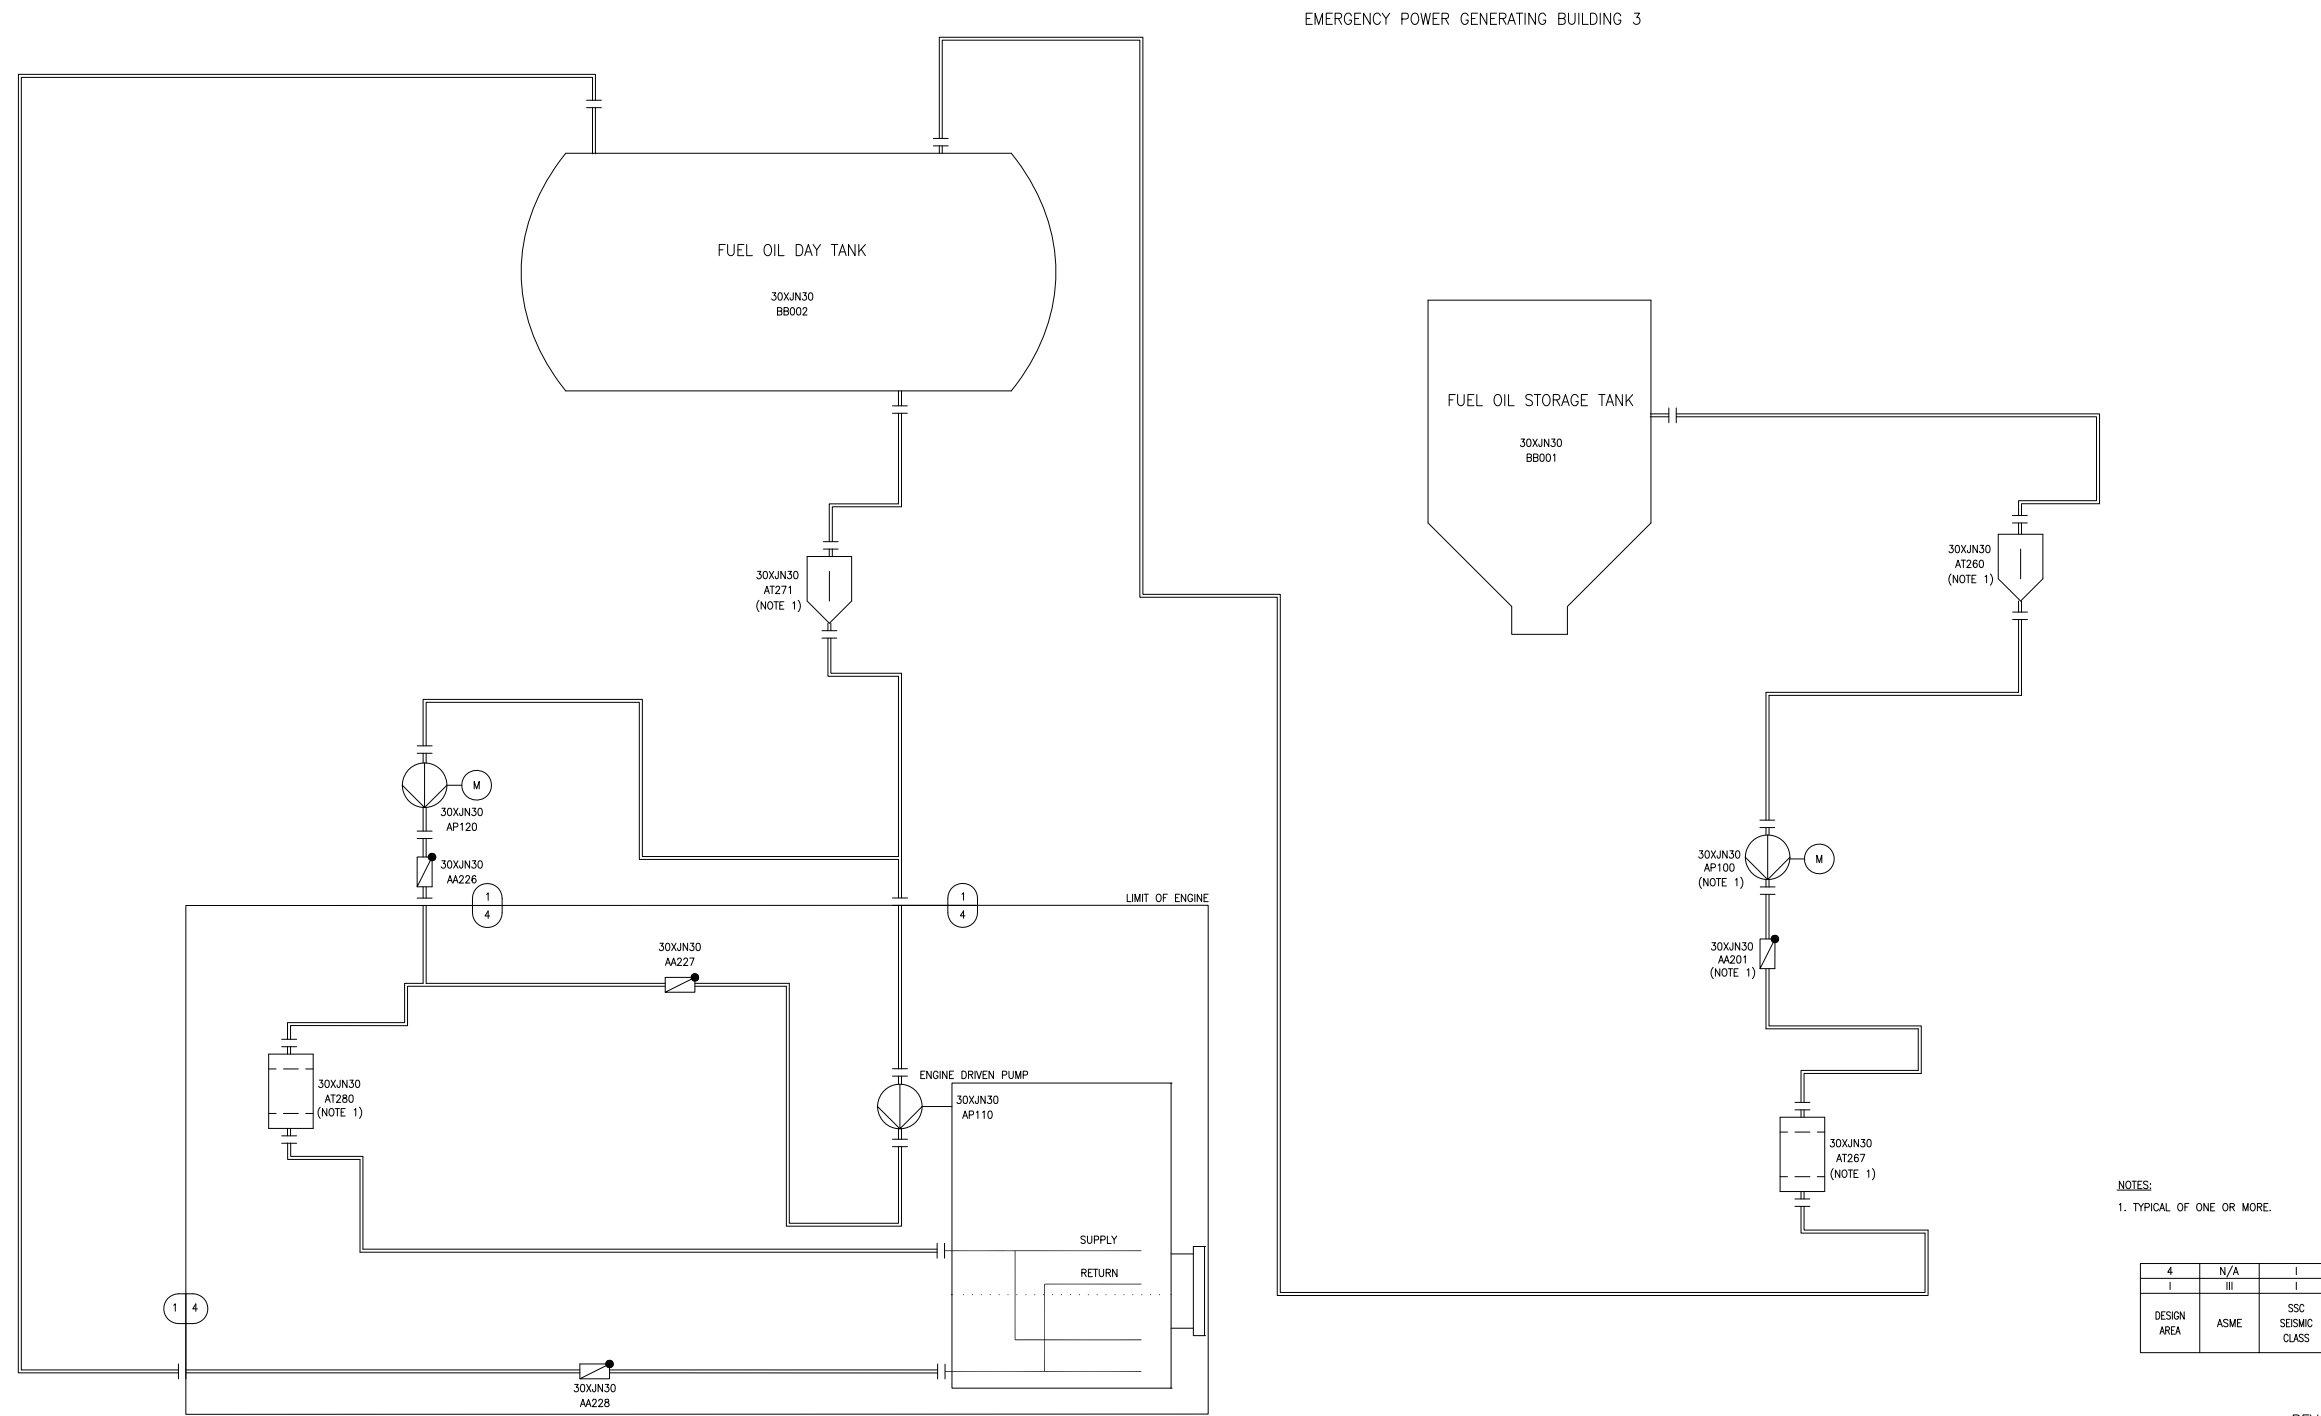 EMERGENCY POWER GENERATING BUILDING 3
FUEL OIL DAY TANK
30XJN30
BB002
FUEL OIL STORAGE TANK
30XJN30
BB001
30XJN30
AT271
(NOTE 1)
30XJN30
AT260
(NOTE 1)
M
30XJN30
AP120
30XJN30
AA226
1
4
1
4
LIMIT OF ENGINE
30XJN30
AP100
(NOTE 1)
M
30XJN30
AA227
30XJN30
AA201
(NOTE 1)
30XJN30
AT280
(NOTE 1)
ENGINE DRIVEN PUMP
30XJN30
AP110
30XJN30
AT267
(NOTE 1)
SUPPLY
RETURN
1 4
30XJN30
AA228
NOTES:
1. TYPICAL OF ONE OR MORE.
4 N/A I
I III I
DESIGN AREA
ASME
SSC SEISMIC CLASS